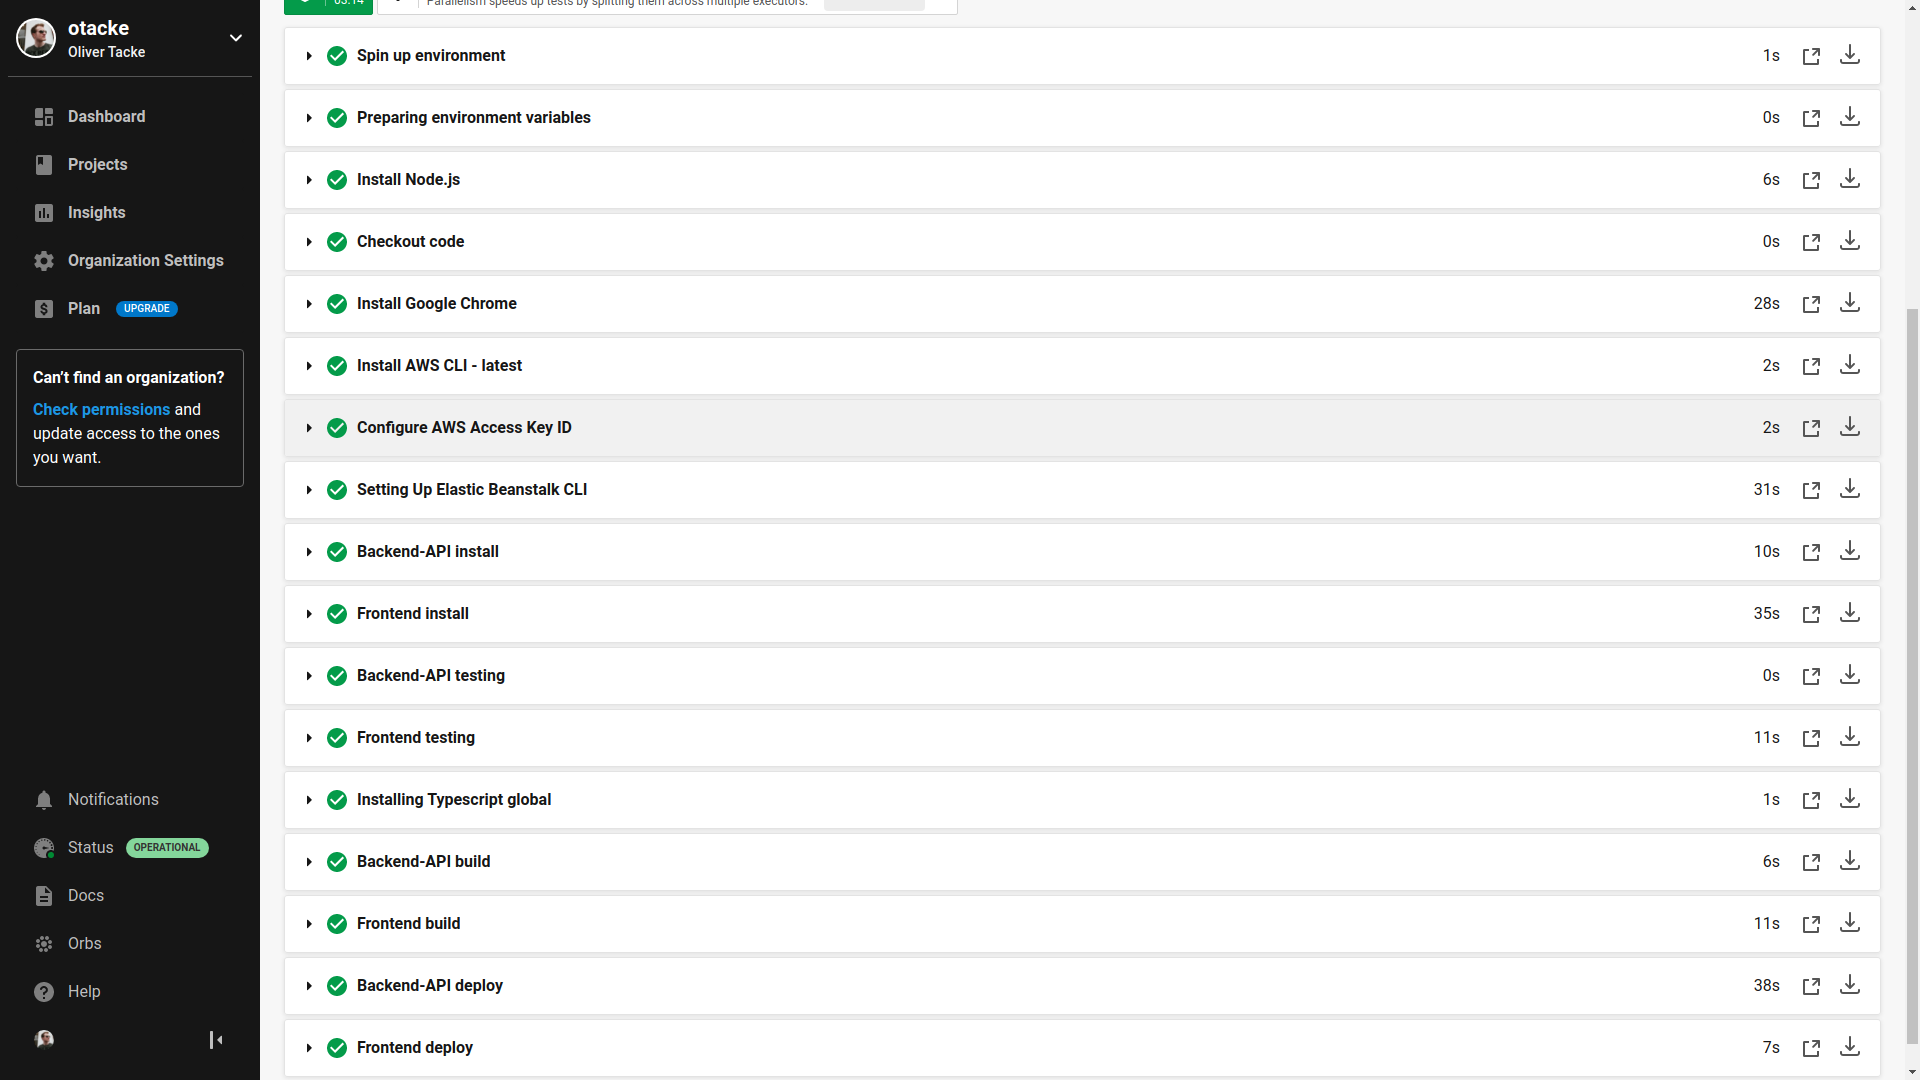 otacke
Oliver Tacke
Dashboard
Projects
Insights
Organization Settings
Plan UPGRADE
Can't find an organization?
Check permissions and
update access to the ones
you want.
Notifications
Status OPERATIONAL
Docs
Orbs
Help
03:14 Parallelism speeds up tests by splitting them across multiple executors.
Spin up environment 1s
Preparing environment variables 0s
Install Node.js 6s
Checkout code 0s
Install Google Chrome 28s
Install AWS CLI - latest 2s
Configure AWS Access Key ID 2s
Setting Up Elastic Beanstalk CLI 31s
Backend-API install 10s
Frontend install 35s
Backend-API testing 0s
Frontend testing 11s
Installing Typescript global 1s
Backend-API build 6s
Frontend build 11s
Backend-API deploy 38s
Frontend deploy 7s